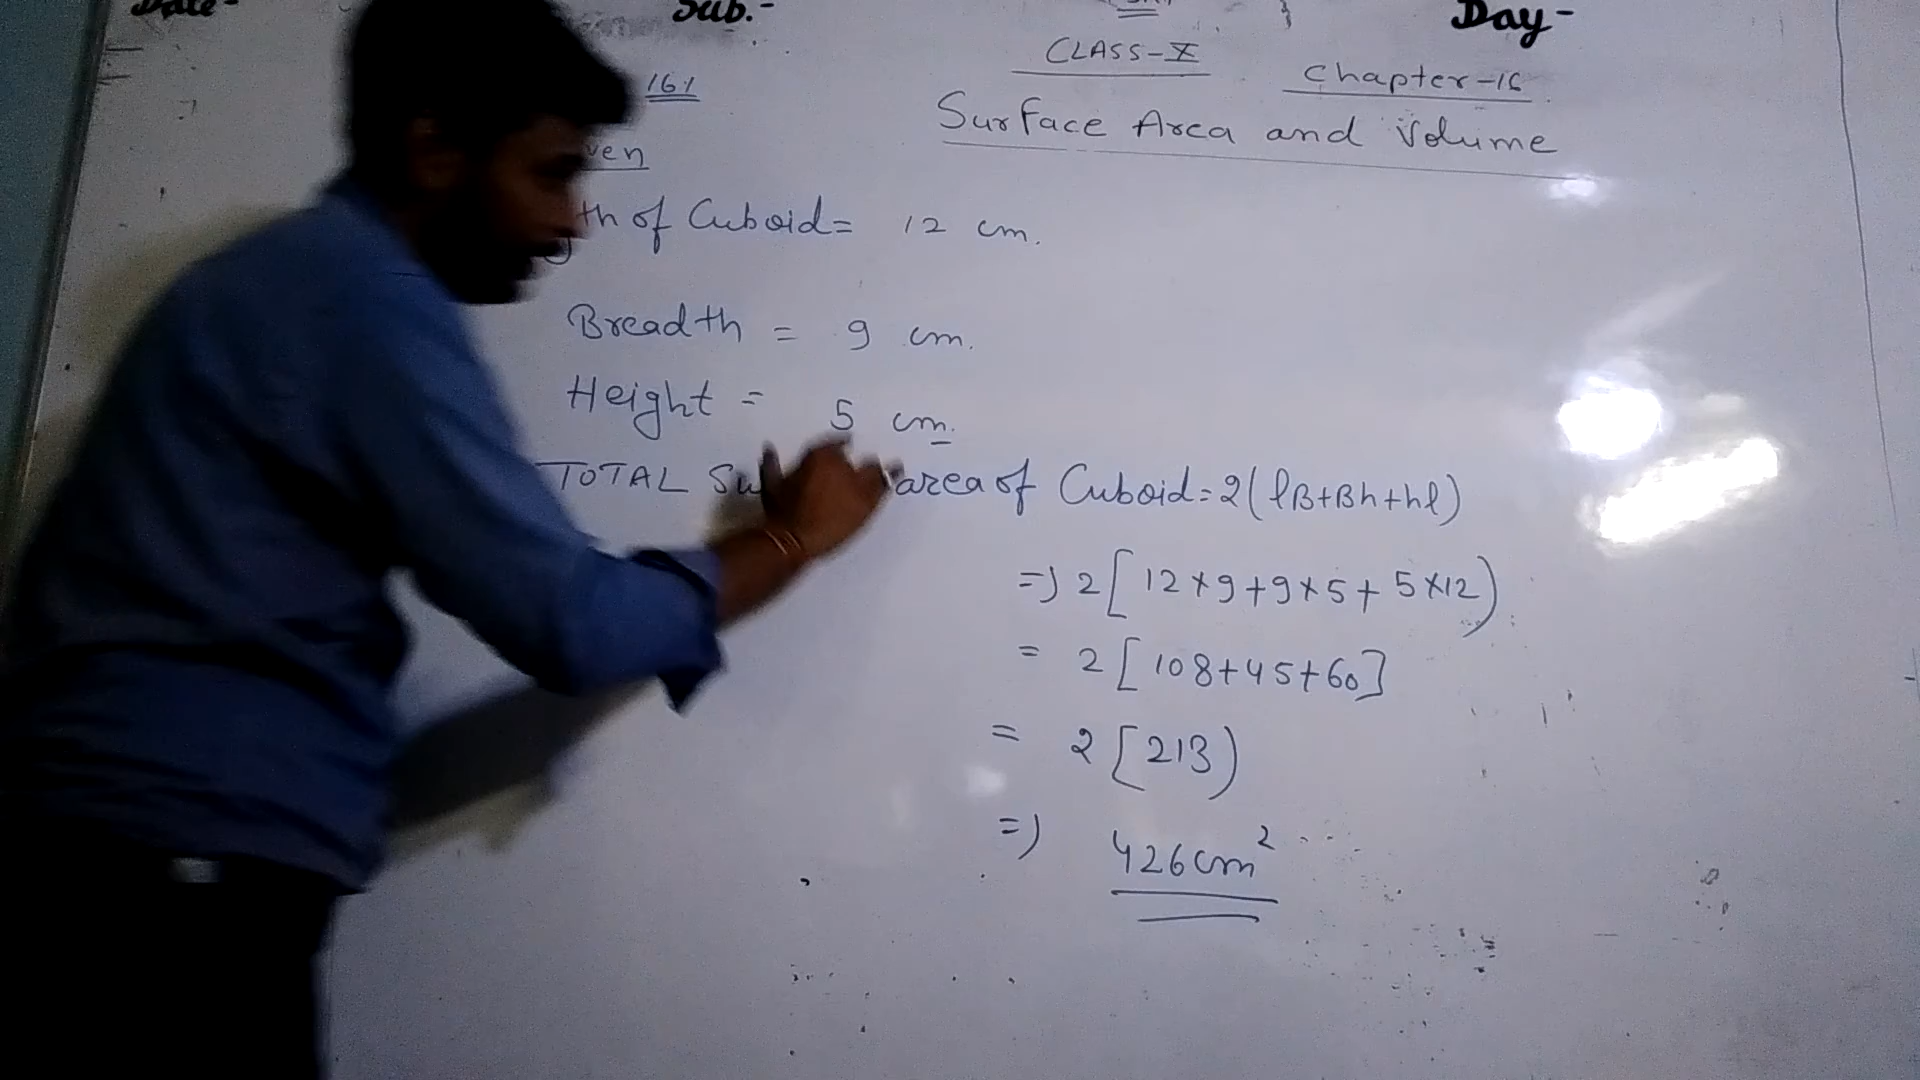 Date- Sub.- Day-
CLASS-X
Chapter-16
161
Surface Area and Volume
ven
th of Cuboid = 12 cm.
Breadth = 9 cm.
Height = 5 cm.
TOTAL Su area of Cuboid = 2(lB+Bh+hl)
=) 2[12×9+9×5+5×12)
= 2[108+45+60]
= 2[213)
=) 426cm²